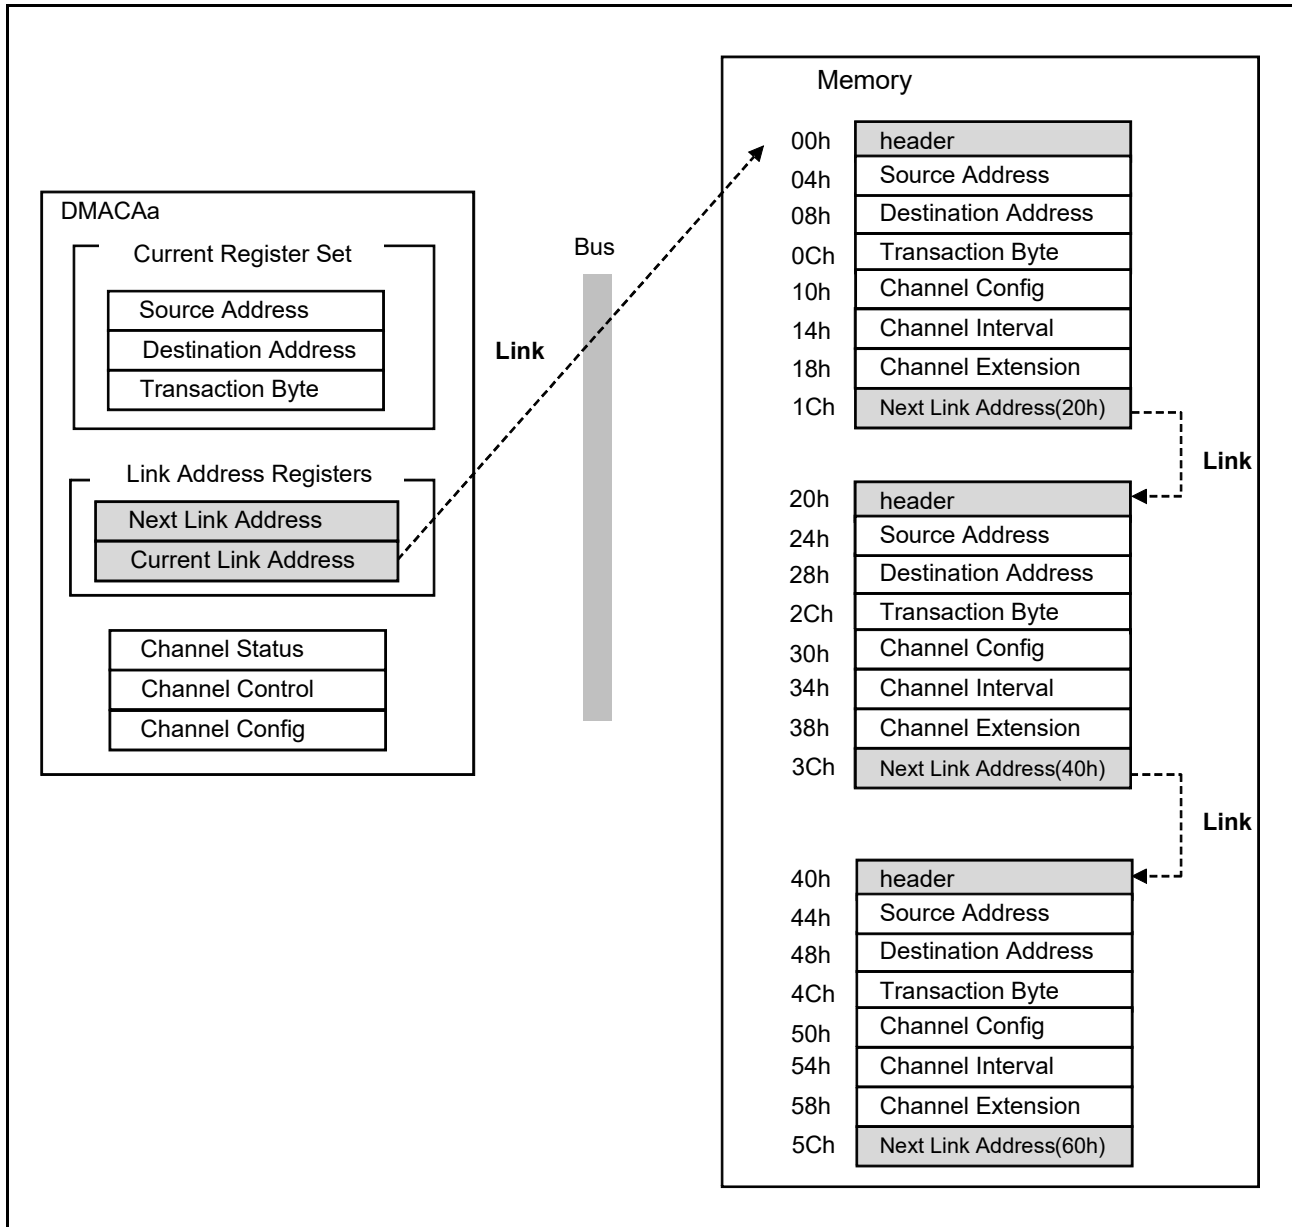 DMACAa
Current Register Set
Source Address
Destination Address
Transaction Byte
Link Address Registers
Next Link Address
Current Link Address
Channel Status
Channel Control
Channel Config
Link
Bus
Memory
00h header
04h Source Address
08h Destination Address
0Ch Transaction Byte
10h Channel Config
14h Channel Interval
18h Channel Extension
1Ch Next Link Address(20h)
Link
20h header
24h Source Address
28h Destination Address
2Ch Transaction Byte
30h Channel Config
34h Channel Interval
38h Channel Extension
3Ch Next Link Address(40h)
Link
40h header
44h Source Address
48h Destination Address
4Ch Transaction Byte
50h Channel Config
54h Channel Interval
58h Channel Extension
5Ch Next Link Address(60h)